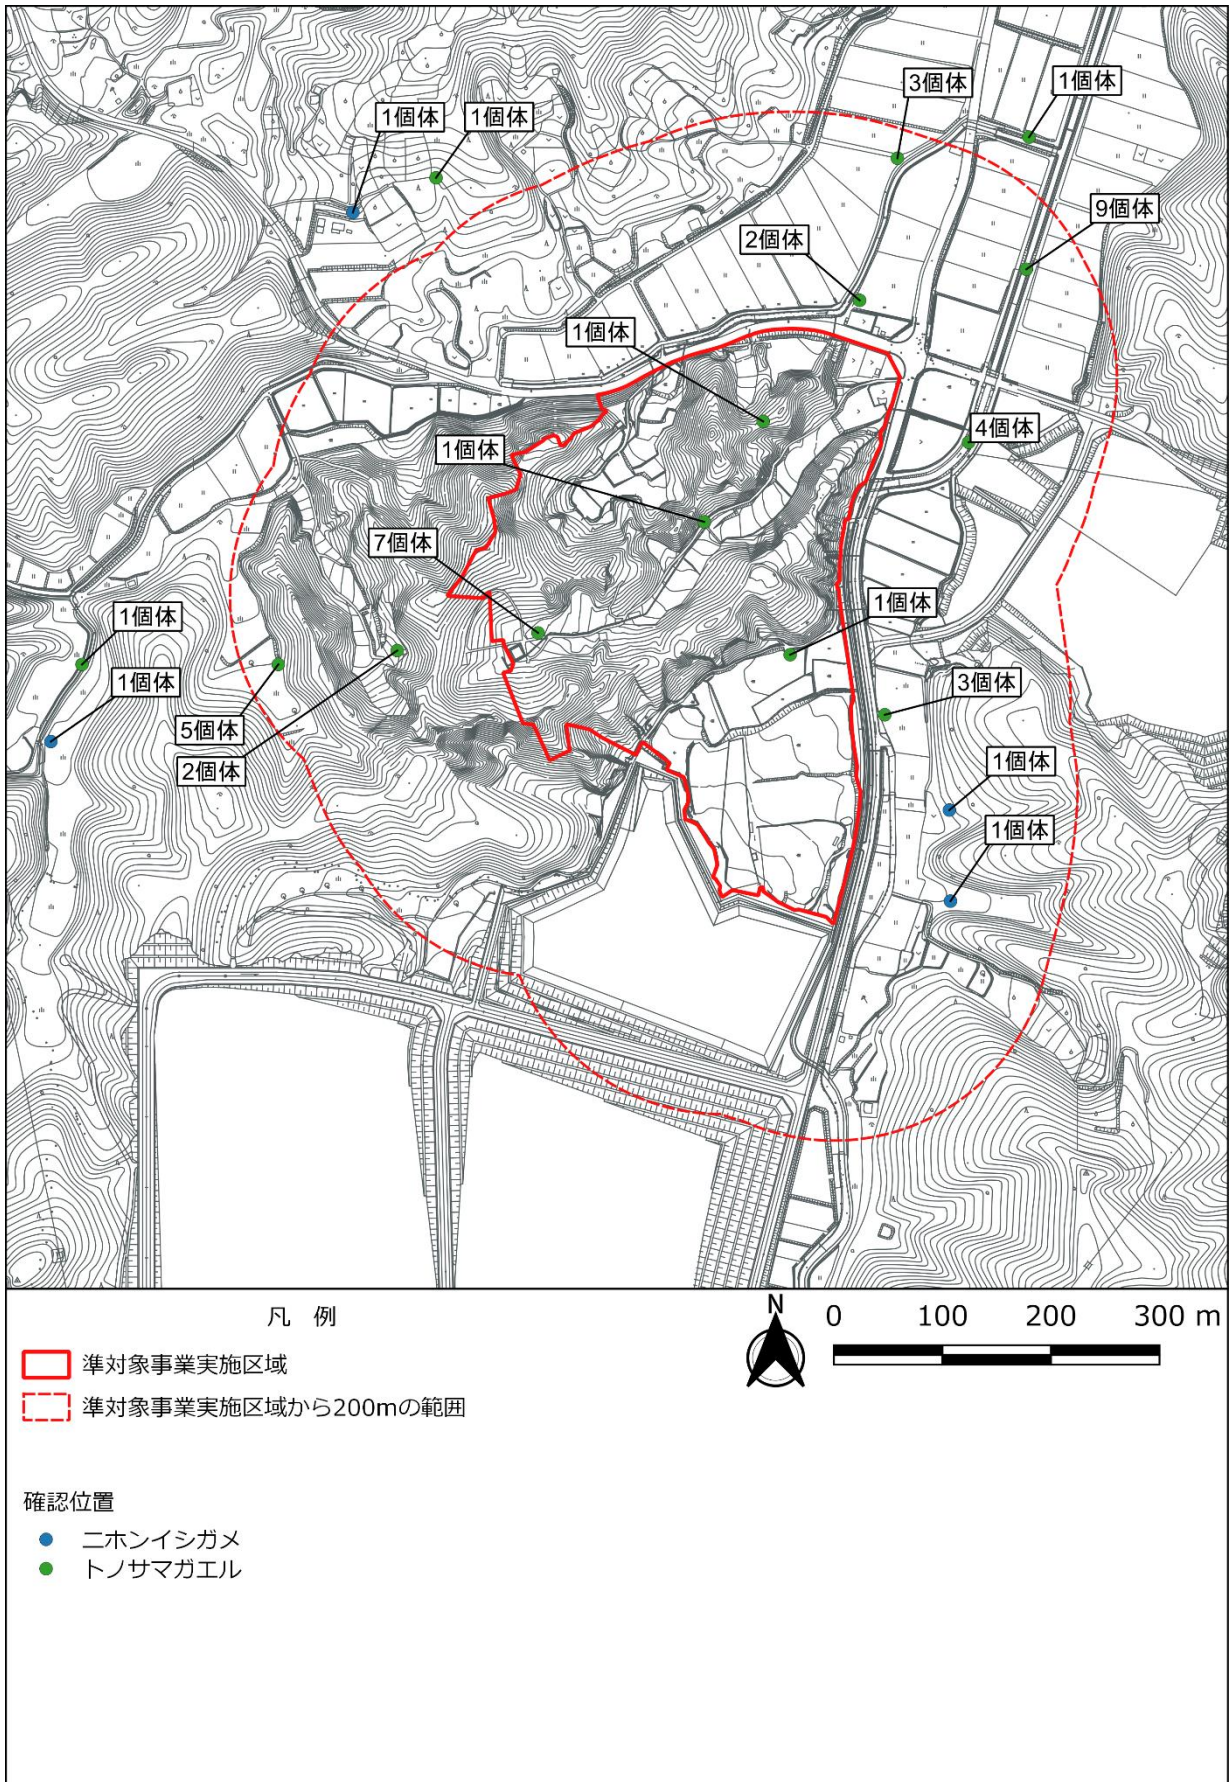 3個体
1個体
1個体
1個体
9個体
2個体
1個体
4個体
1個体
7個体
1個体
1個体
1個体
3個体
5個体
2個体
1個体
1個体
凡 例
準対象事業実施区域
準対象事業実施区域から200mの範囲
N
0 100 200 300 m
確認位置
ニホンイシガメ
トノサマガエル